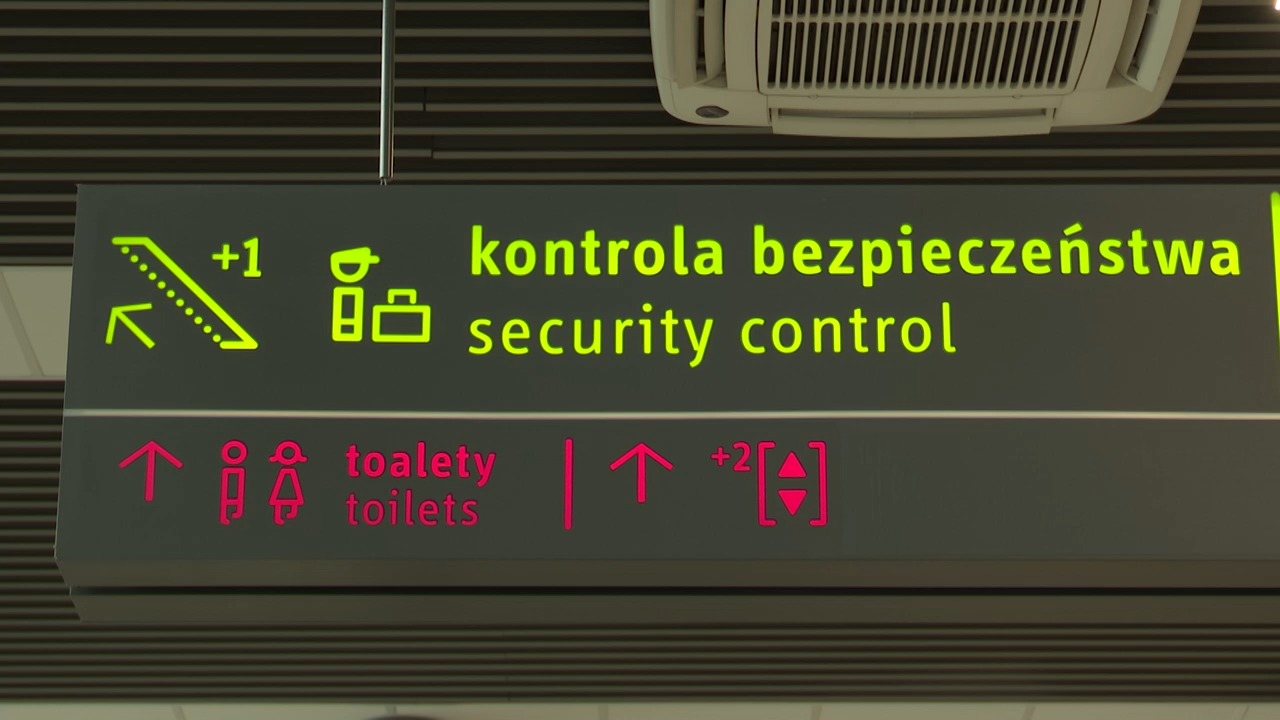 +1
kontrola bezpieczeństwa
security control
toalety
toilets
+2